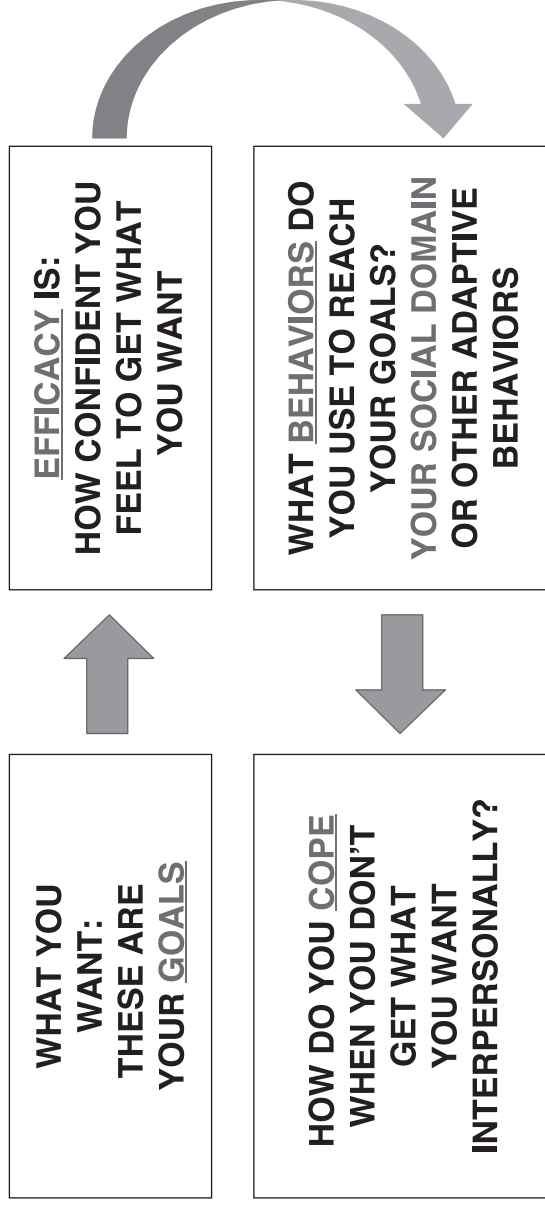 WHAT YOU
WANT:
THESE ARE
YOUR GOALS
EFFICACY IS:
HOW CONFIDENT YOU
FEEL TO GET WHAT
YOU WANT
WHAT BEHAVIORS DO
YOU USE TO REACH
YOUR GOALS?
YOUR SOCIAL DOMAIN
OR OTHER ADAPTIVE
BEHAVIORS
HOW DO YOU COPE
WHEN YOU DON’T
GET WHAT
YOU WANT
INTERPERSONALLY?